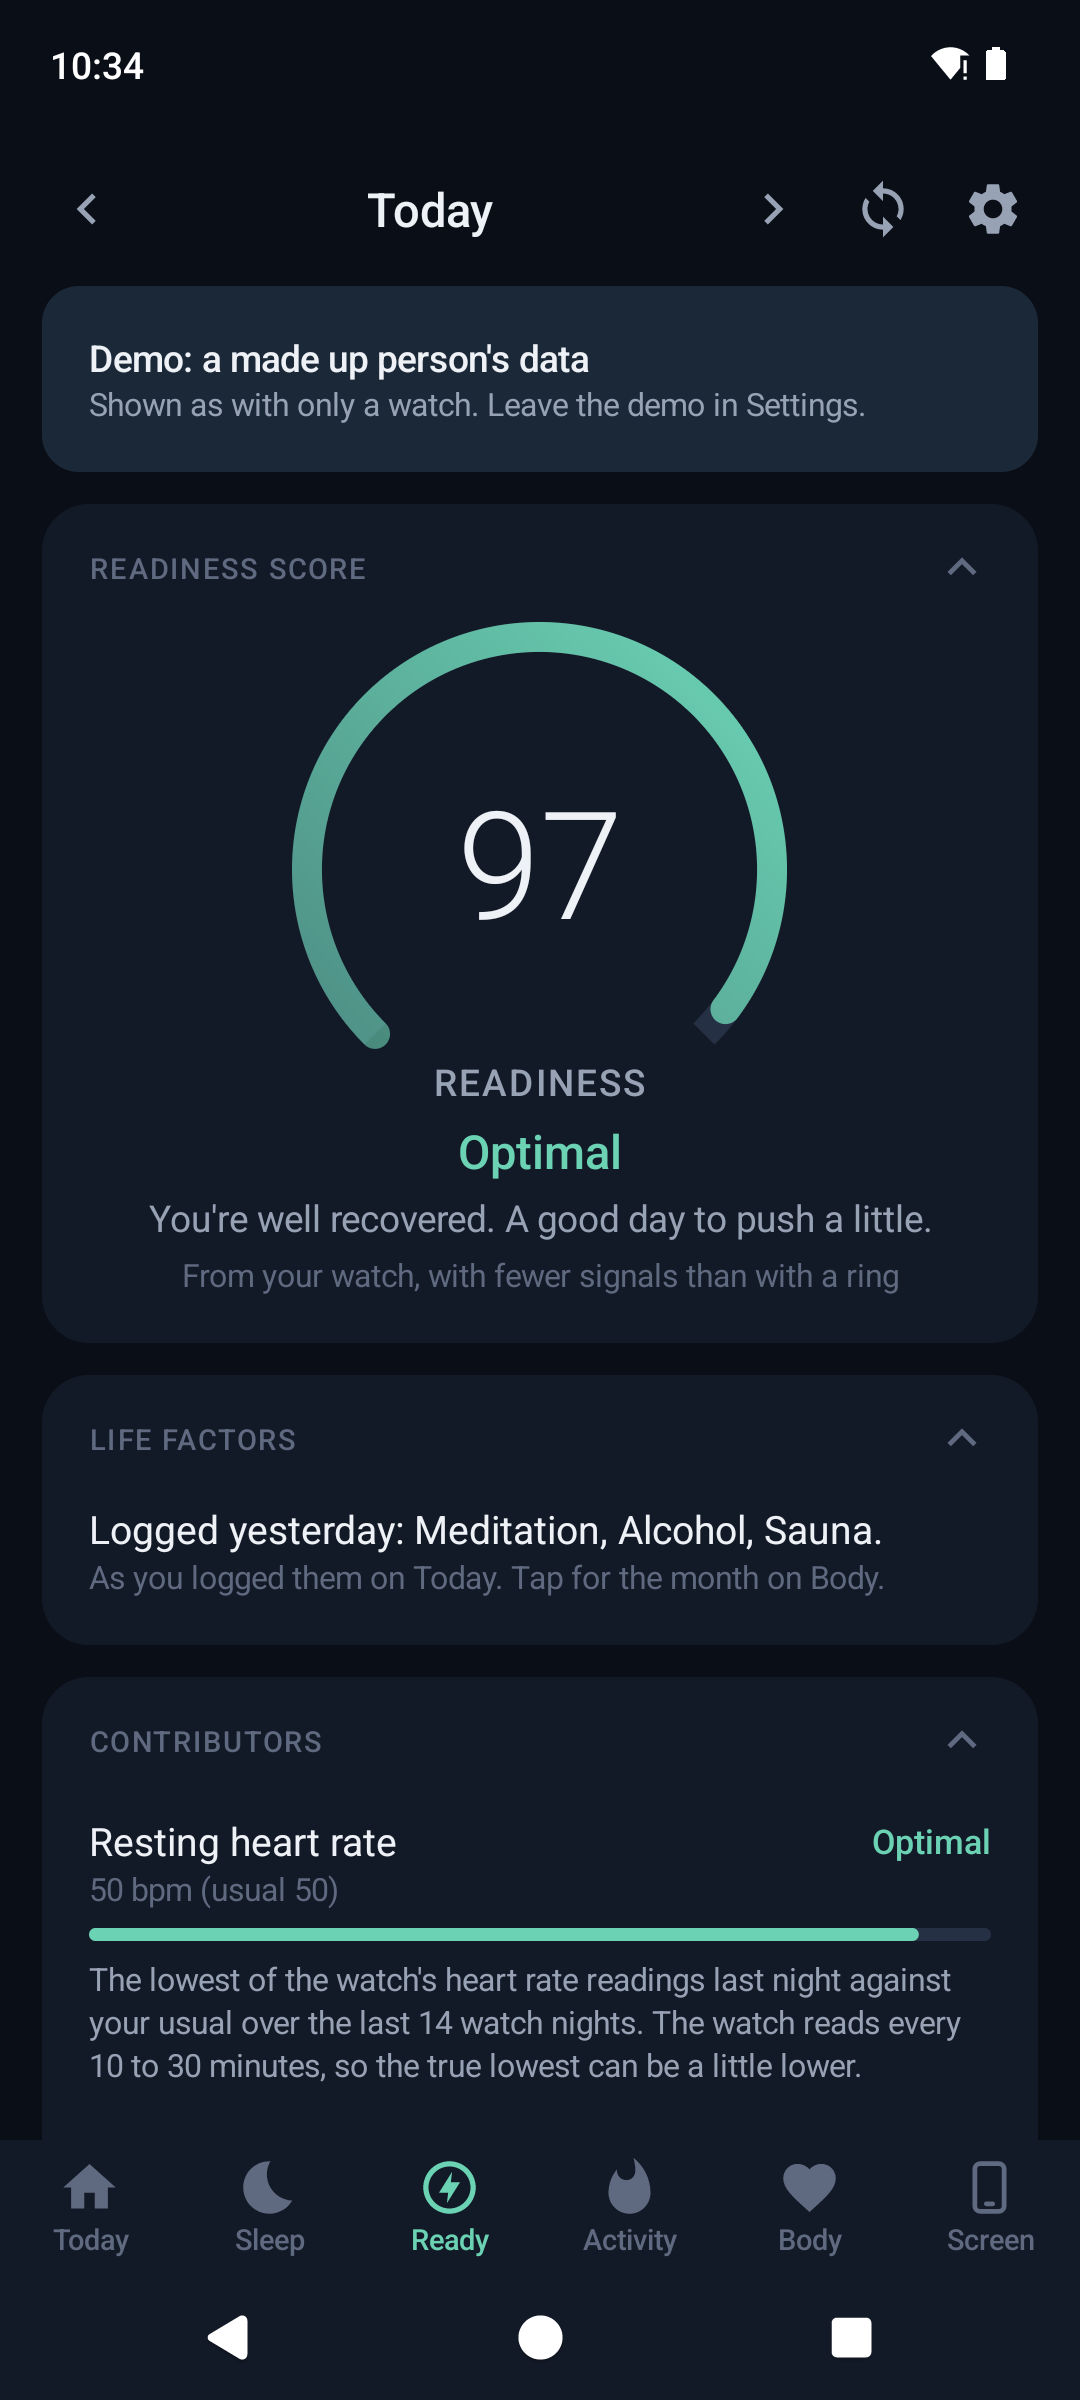 10:34
Today
Demo: a made up person's data
Shown as with only a watch. Leave the demo in Settings.
READINESS SCORE
97
READINESS
Optimal
You're well recovered. A good day to push a little.
From your watch, with fewer signals than with a ring
LIFE FACTORS
Logged yesterday: Meditation, Alcohol, Sauna.
As you logged them on Today. Tap for the month on Body.
CONTRIBUTORS
Resting heart rate
Optimal
50 bpm (usual 50)
The lowest of the watch's heart rate readings last night against
your usual over the last 14 watch nights. The watch reads every
10 to 30 minutes, so the true lowest can be a little lower.
Today
Sleep
Ready
Activity
Body
Screen